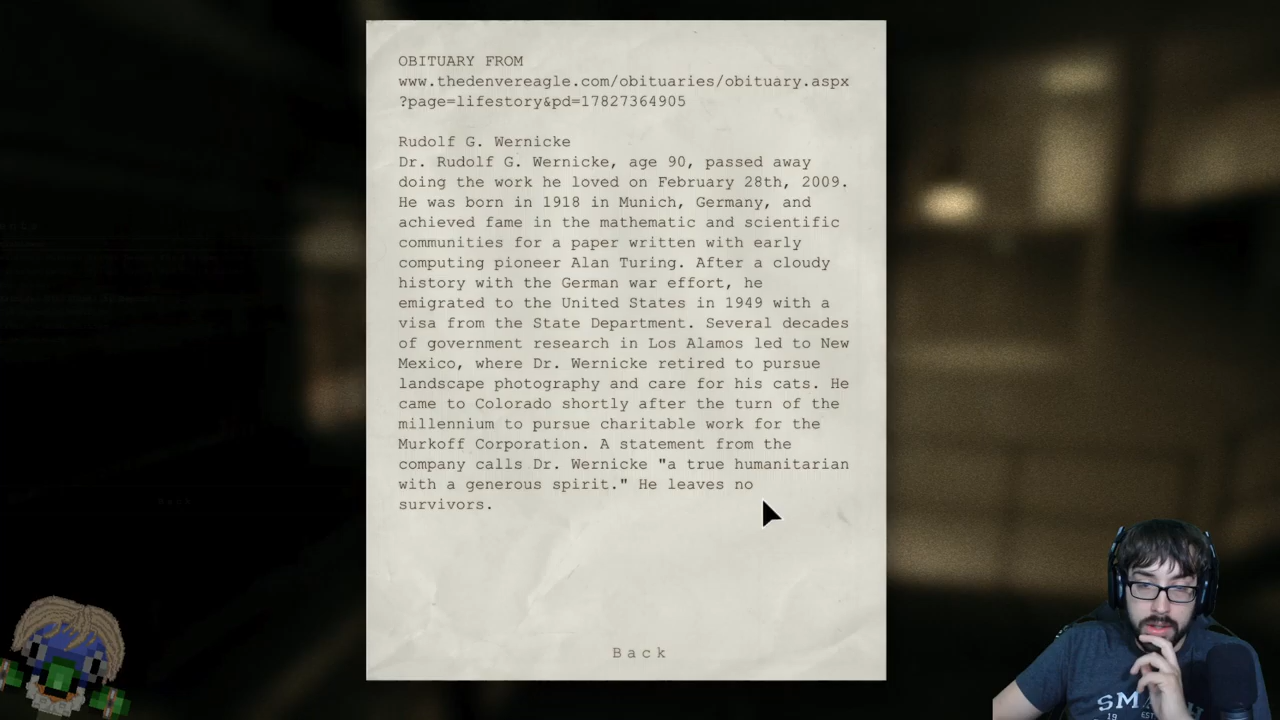 OBITUARY FROM
www.thedenvereagle.com/obituaries/obituary.aspx
?page=lifestory&pd=17827364905
Rudolf G. Wernicke
Dr. Rudolf G. Wernicke, age 90, passed away
doing the work he loved on February 28th, 2009.
He was born in 1918 in Munich, Germany, and
achieved fame in the mathematic and scientific
communities for a paper written with early
computing pioneer Alan Turing. After a cloudy
history with the German war effort, he
emigrated to the United States in 1949 with a
visa from the State Department. Several decades
of government research in Los Alamos led to New
Mexico, where Dr. Wernicke retired to pursue
landscape photography and care for his cats. He
came to Colorado shortly after the turn of the
millennium to pursue charitable work for the
Murkoff Corporation. A statement from the
company calls Dr. Wernicke "a true humanitarian
with a generous spirit." He leaves no
survivors.
Back